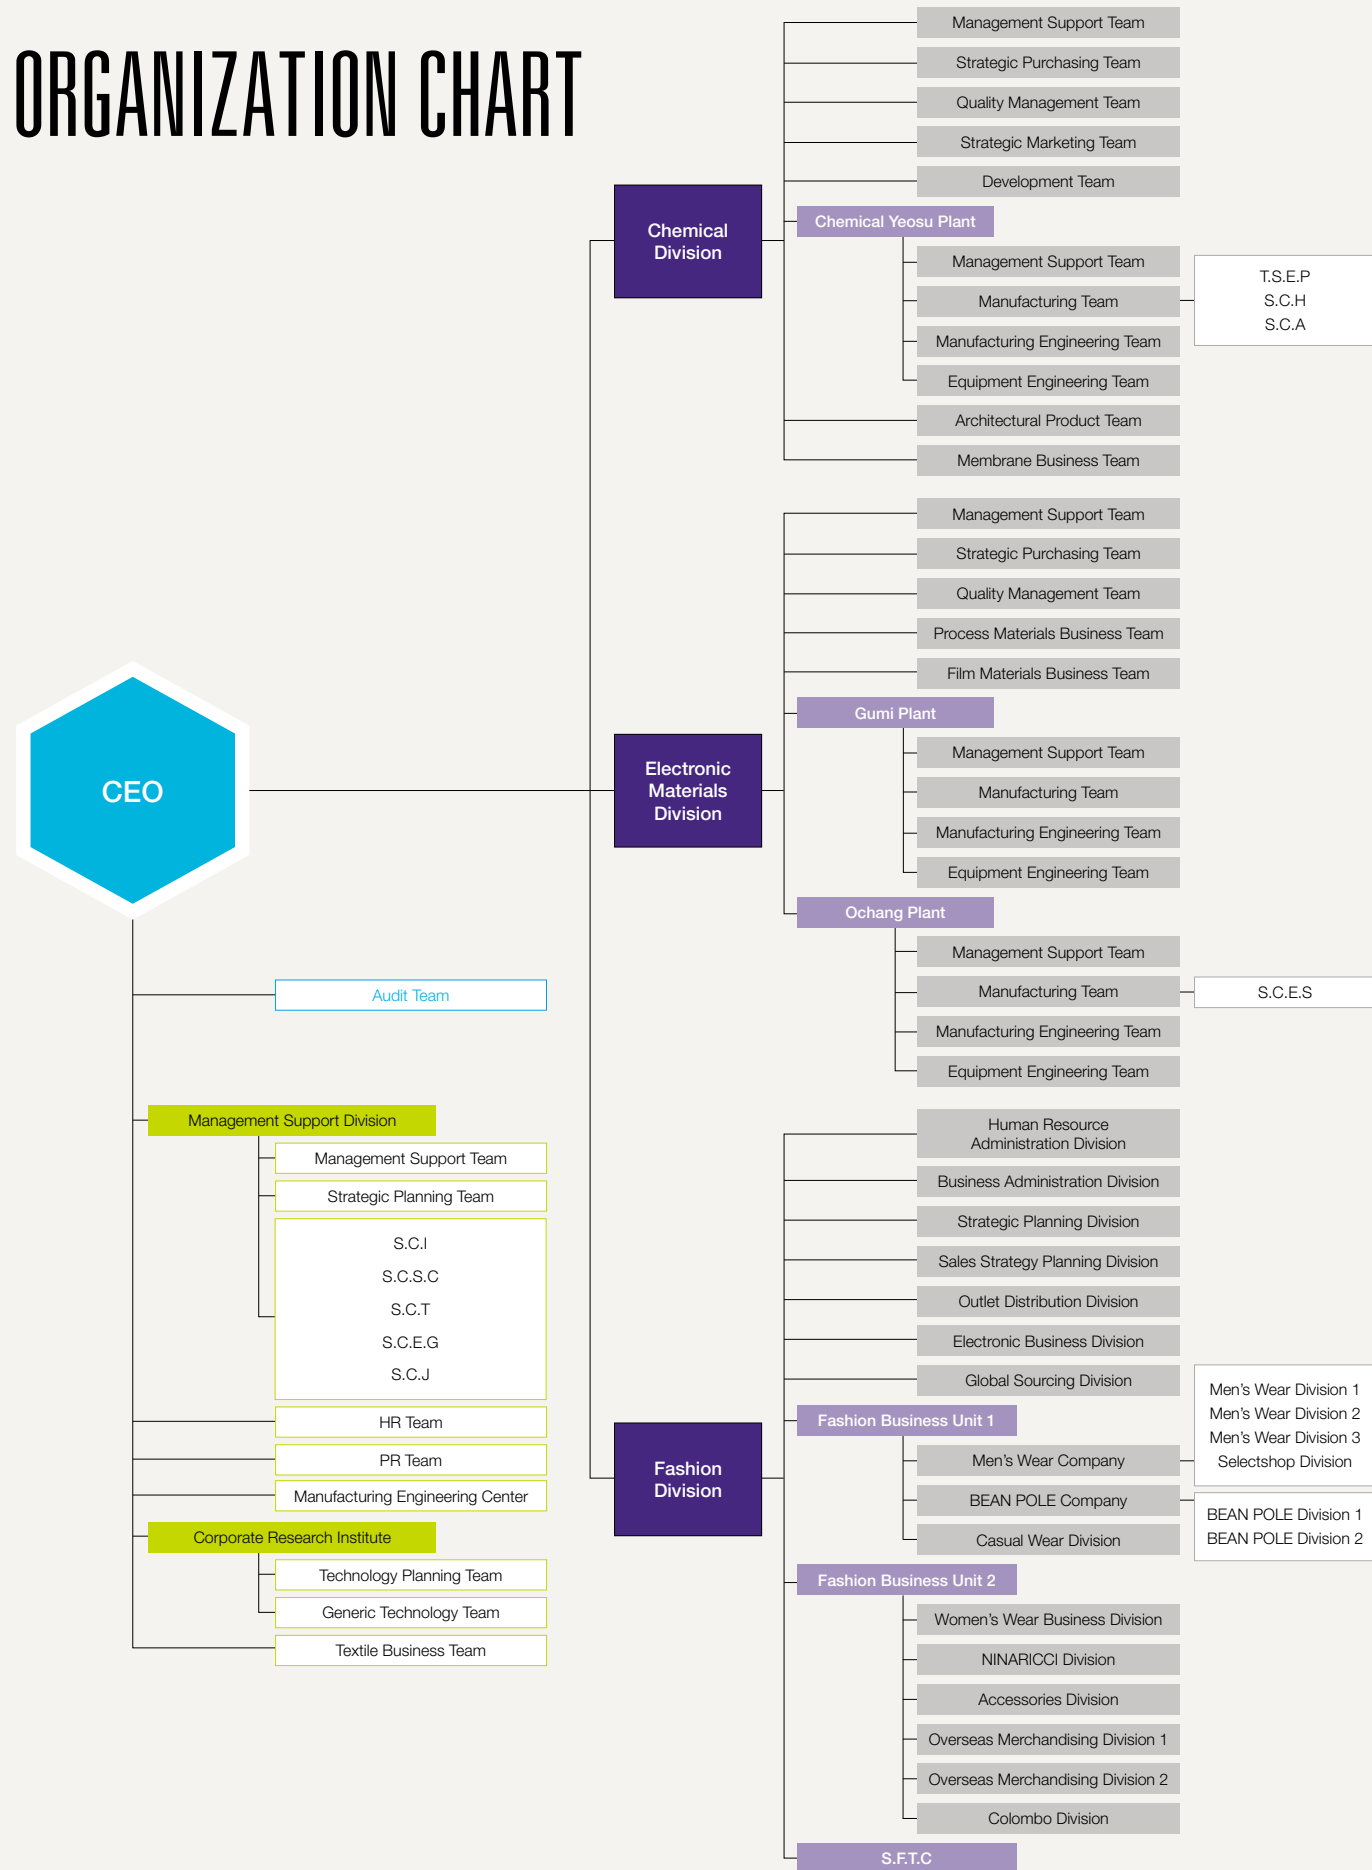 ORGANIZATION CHART
CEO
Audit Team
Management Support Division
Management Support Team
Strategic Planning Team
S.C.I
S.C.S.C
S.C.T
S.C.E.G
S.C.J
HR Team
PR Team
Manufacturing Engineering Center
Corporate Research Institute
Technology Planning Team
Generic Technology Team
Textile Business Team
Chemical
Division
Management Support Team
Strategic Purchasing Team
Quality Management Team
Strategic Marketing Team
Development Team
Chemical Yeosu Plant
Management Support Team
Manufacturing Team
T.S.E.P
S.C.H
S.C.A
Manufacturing Engineering Team
Equipment Engineering Team
Architectural Product Team
Membrane Business Team
Electronic
Materials
Division
Management Support Team
Strategic Purchasing Team
Quality Management Team
Process Materials Business Team
Film Materials Business Team
Gumi Plant
Management Support Team
Manufacturing Team
Manufacturing Engineering Team
Equipment Engineering Team
Ochang Plant
Management Support Team
Manufacturing Team
S.C.E.S
Manufacturing Engineering Team
Equipment Engineering Team
Fashion
Division
Human Resource
Administration Division
Business Administration Division
Strategic Planning Division
Sales Strategy Planning Division
Outlet Distribution Division
Electronic Business Division
Global Sourcing Division
Fashion Business Unit 1
Men's Wear Company
Men's Wear Division 1
Men's Wear Division 2
Men's Wear Division 3
Selectshop Division
BEAN POLE Company
BEAN POLE Division 1
BEAN POLE Division 2
Casual Wear Division
Fashion Business Unit 2
Women's Wear Business Division
NINARICCI Division
Accessories Division
Overseas Merchandising Division 1
Overseas Merchandising Division 2
Colombo Division
S.F.T.C